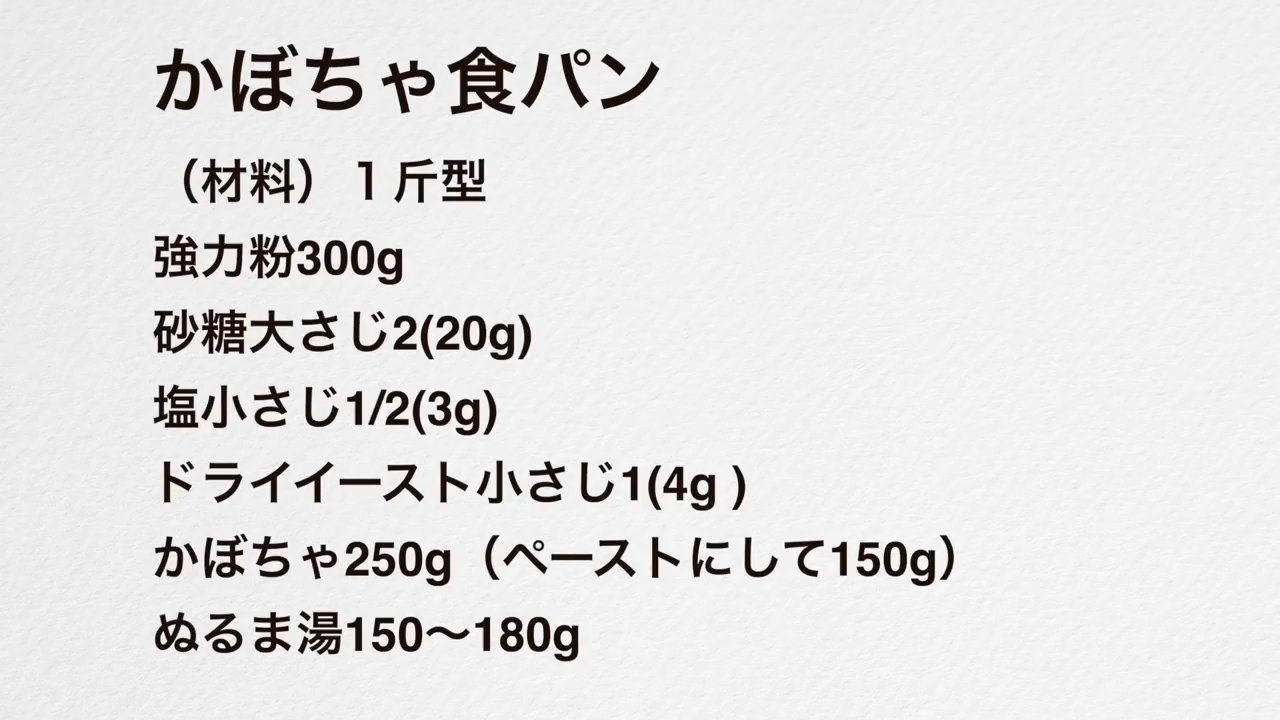 かぼちゃ食パン
（材料）１斤型
強力粉300g
砂糖大さじ2(20g)
塩小さじ1/2(3g)
ドライイースト小さじ1(4g )
かぼちゃ250g（ペーストにして150g）
ぬるま湯150〜180g